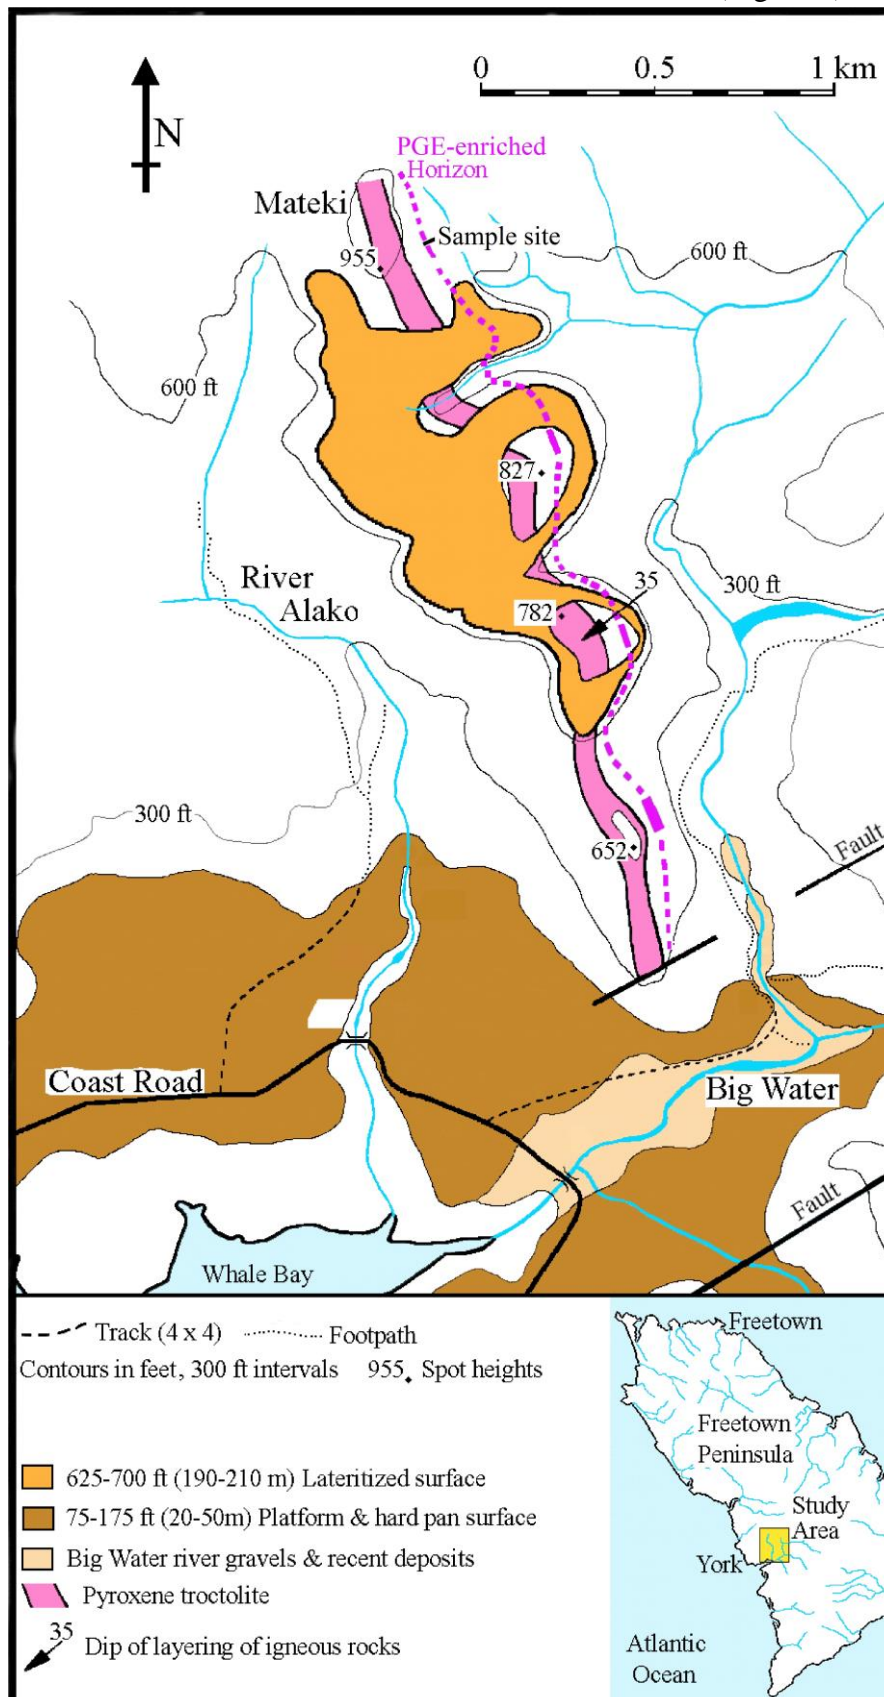 0 0.5 1 km
N
PGE-enriched
Horizon
Mateki
Sample site
955
600 ft
600 ft
827
35
River
Alako
300 ft
782
300 ft
652
Fault
Coast Road
Big Water
Fault
Whale Bay
Track (4 x 4) Footpath
Contours in feet, 300 ft intervals 955 Spot heights
625-700 ft (190-210 m) Lateritized surface
75-175 ft (20-50m) Platform & hard pan surface
Big Water river gravels & recent deposits
Pyroxene troctolite
35
Dip of layering of igneous rocks
Freetown
Freetown
Peninsula
Study
Area
York
Atlantic
Ocean